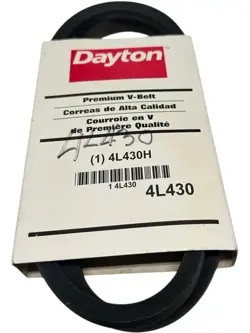 Dayton
Premium V-Belt
Correas de Alta Calidad
Courroie en V
de Première Qualité
4L430
(1) 4L430H
1 4L430
4L430